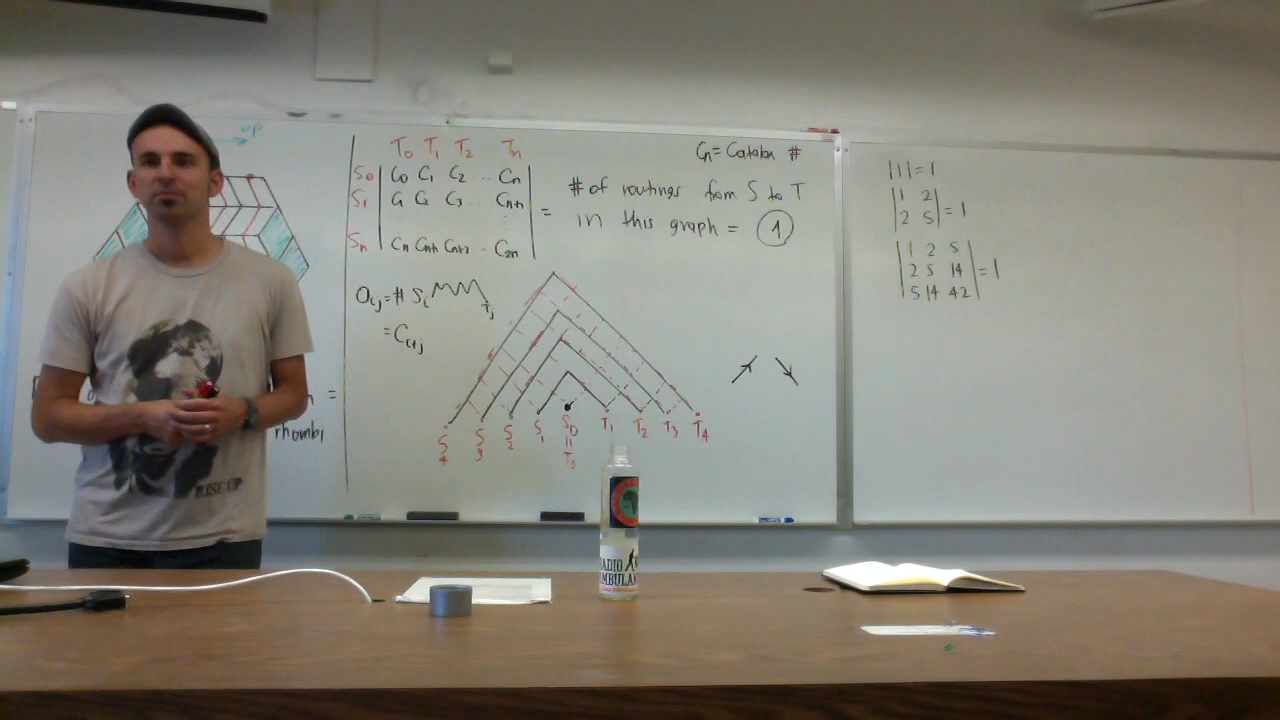 up
=
rhombi
T₀ T₁ T₂ Tₙ
S₀ | C₀ C₁ C₂ .. Cₙ |
S₁ | C₁ C₂ C₃ .. Cₙ₊₁ |
Sₙ | Cₙ Cₙ₊₁ Cₙ₊₂ .. C₂ₙ |
= # of routings from S to T
in this graph = 1
Cₙ = Catalan #
aᵢⱼ = # Sᵢ Tⱼ
= Cᵢ₊ⱼ
S₄ S₃ S₂ S₁ S₀ T₁ T₂ T₃ T₄
||
T₀
|1| = 1
|1 2|
|2 5| = 1
|1 2 5|
|2 5 14| = 1
|5 14 42|
RISE UP
RADIO
AMBULANTE